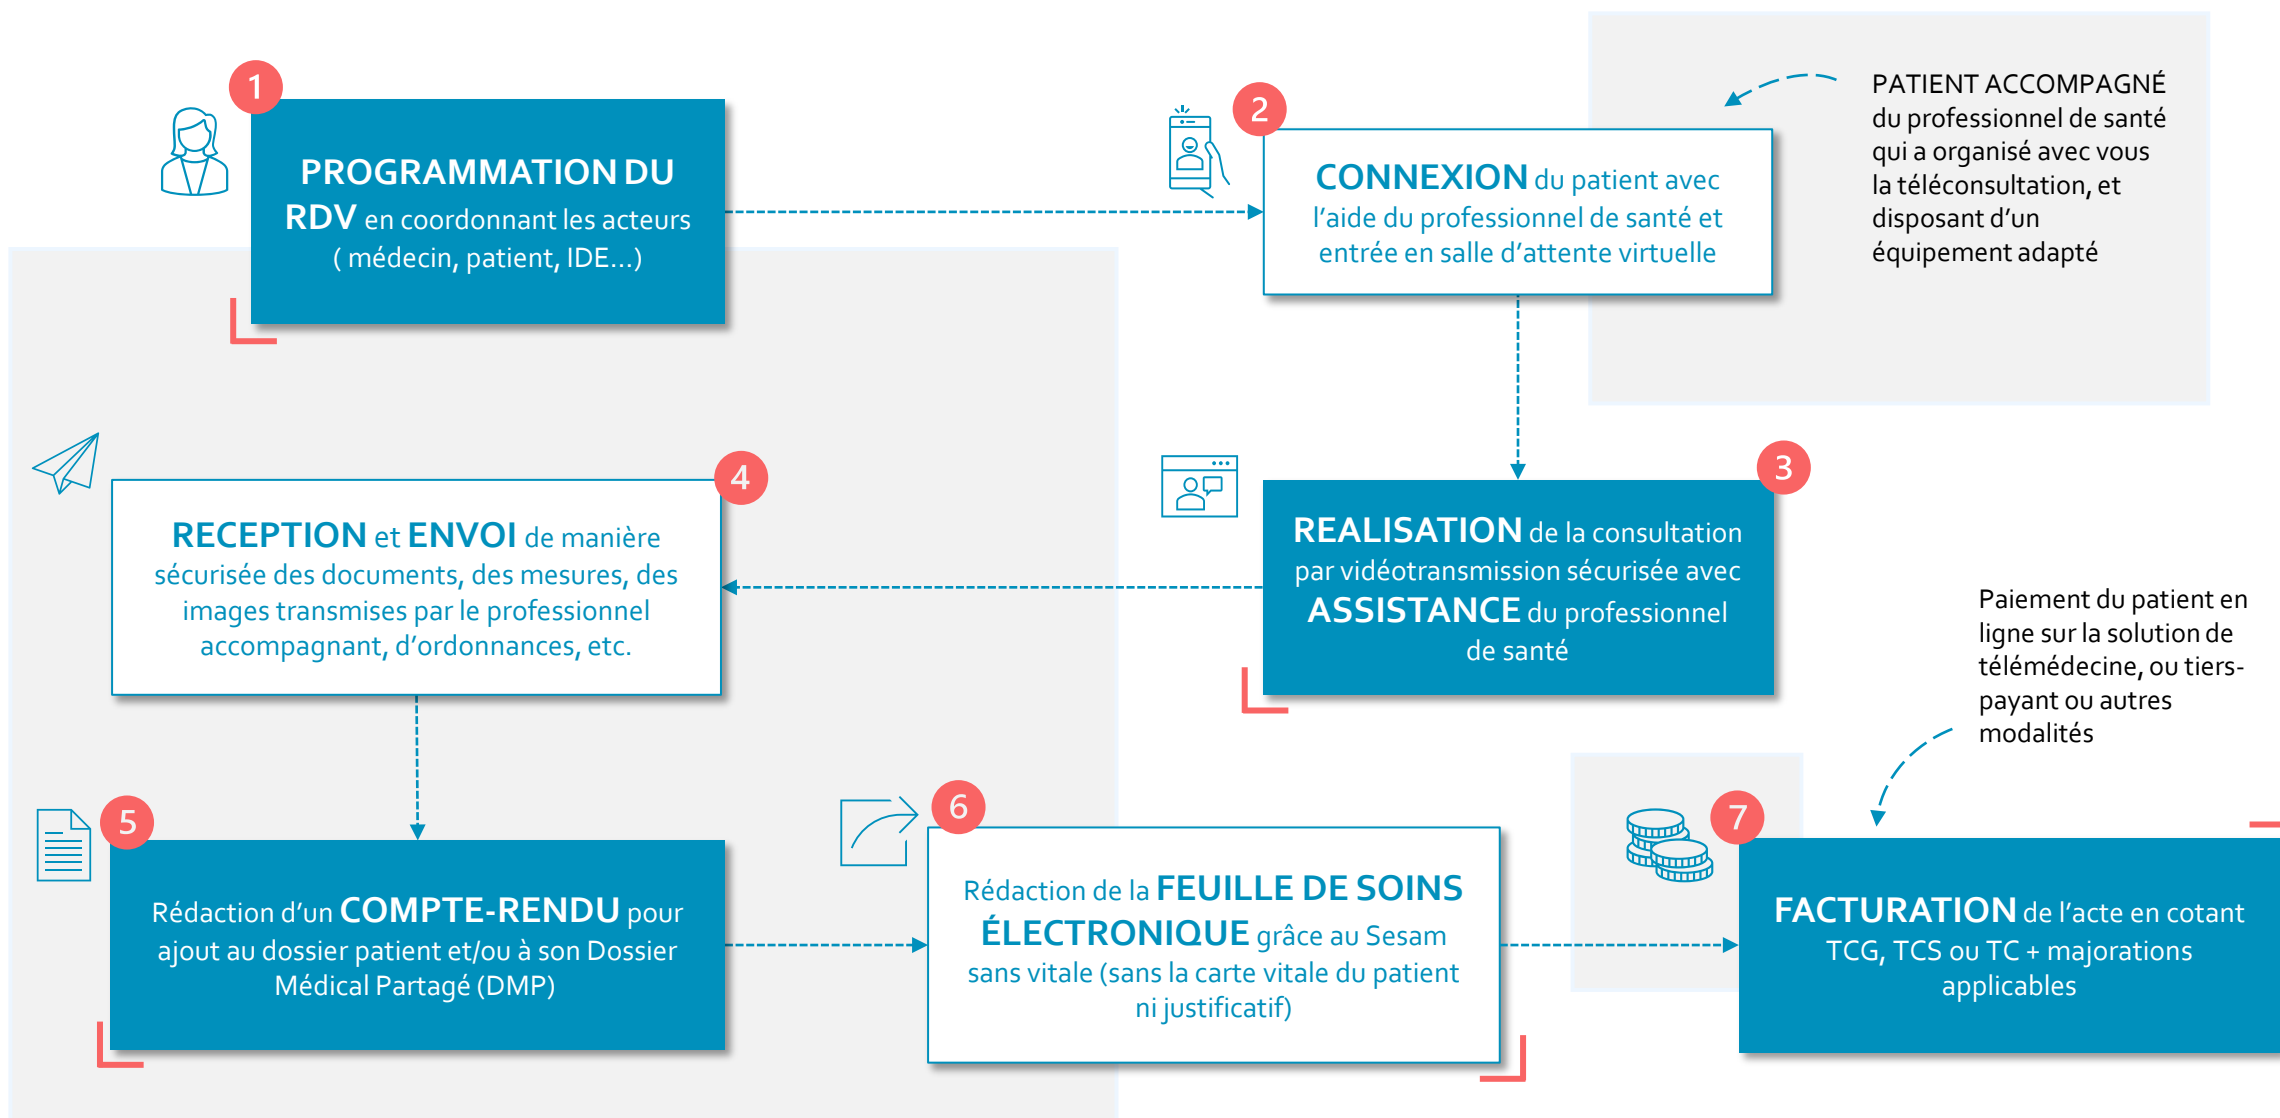 1
PROGRAMMATION DU
RDV en coordonnant les acteurs
( médecin, patient, IDE...)
2
CONNEXION du patient avec
l'aide du professionnel de santé et
entrée en salle d'attente virtuelle
PATIENT ACCOMPAGNÉ
du professionnel de santé
qui a organisé avec vous
la téléconsultation, et
disposant d'un
équipement adapté
3
REALISATION de la consultation
par vidéotransmission sécurisée avec
ASSISTANCE du professionnel
de santé
4
RECEPTION et ENVOI de manière
sécurisée des documents, des mesures, des
images transmises par le professionnel
accompagnant, d'ordonnances, etc.
5
Rédaction d'un COMPTE-RENDU pour
ajout au dossier patient et/ou à son Dossier
Médical Partagé (DMP)
6
Rédaction de la FEUILLE DE SOINS
ÉLECTRONIQUE grâce au Sesam
sans vitale (sans la carte vitale du patient
ni justificatif)
7
FACTURATION de l'acte en cotant
TCG, TCS ou TC + majorations
applicables
Paiement du patient en
ligne sur la solution de
télémédecine, ou tiers-
payant ou autres
modalités